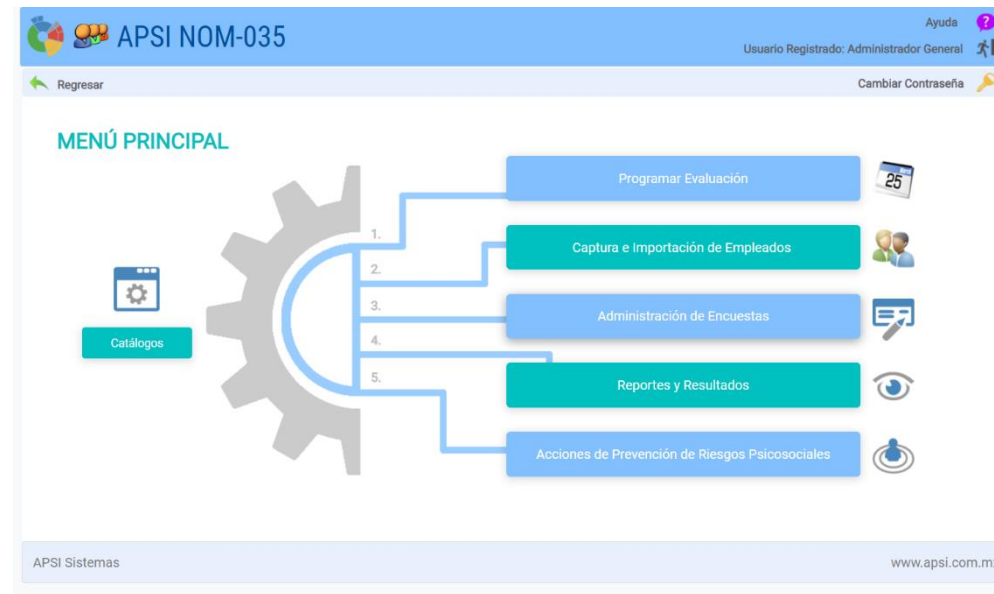 APSI NOM-035
Ayuda
?
Usuario Registrado: Administrador General
Regresar
Cambiar Contraseña
MENÚ PRINCIPAL
Programar Evaluación
25
1.
Captura e Importación de Empleados
2.
3.
Administración de Encuestas
Catálogos
4.
5.
Reportes y Resultados
Acciones de Prevención de Riesgos Psicosociales
APSI Sistemas
www.apsi.com.m